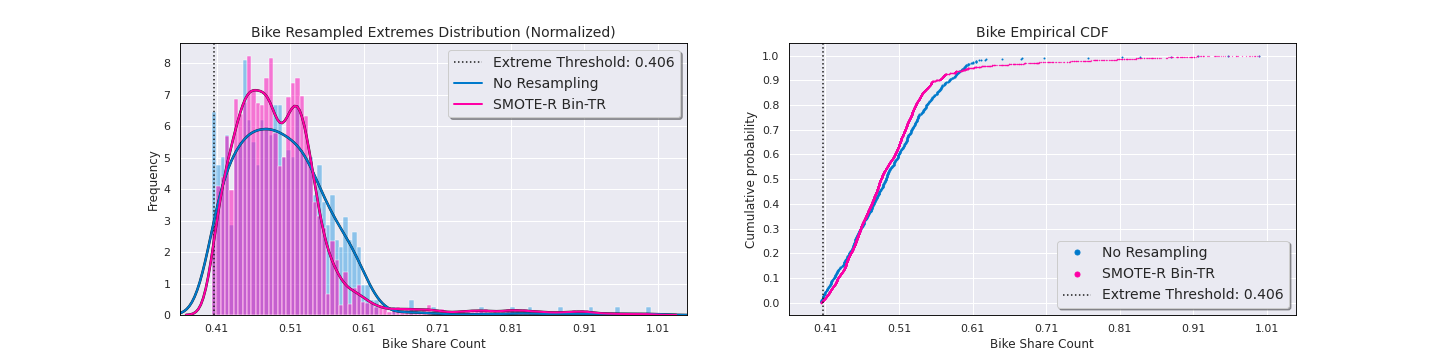 Bike Resampled Extremes Distribution (Normalized)
Frequency
8
7
6
5
4
3
2
1
0
Extreme Threshold: 0.406
No Resampling
SMOTE-R Bin-TR
0.41 0.51 0.61 0.71 0.81 0.91 1.01
Bike Share Count
Bike Empirical CDF
Cumulative probability
1.0
0.9
0.8
0.7
0.6
0.5
0.4
0.3
0.2
0.1
0.0
No Resampling
SMOTE-R Bin-TR
Extreme Threshold: 0.406
0.41 0.51 0.61 0.71 0.81 0.91 1.01
Bike Share Count